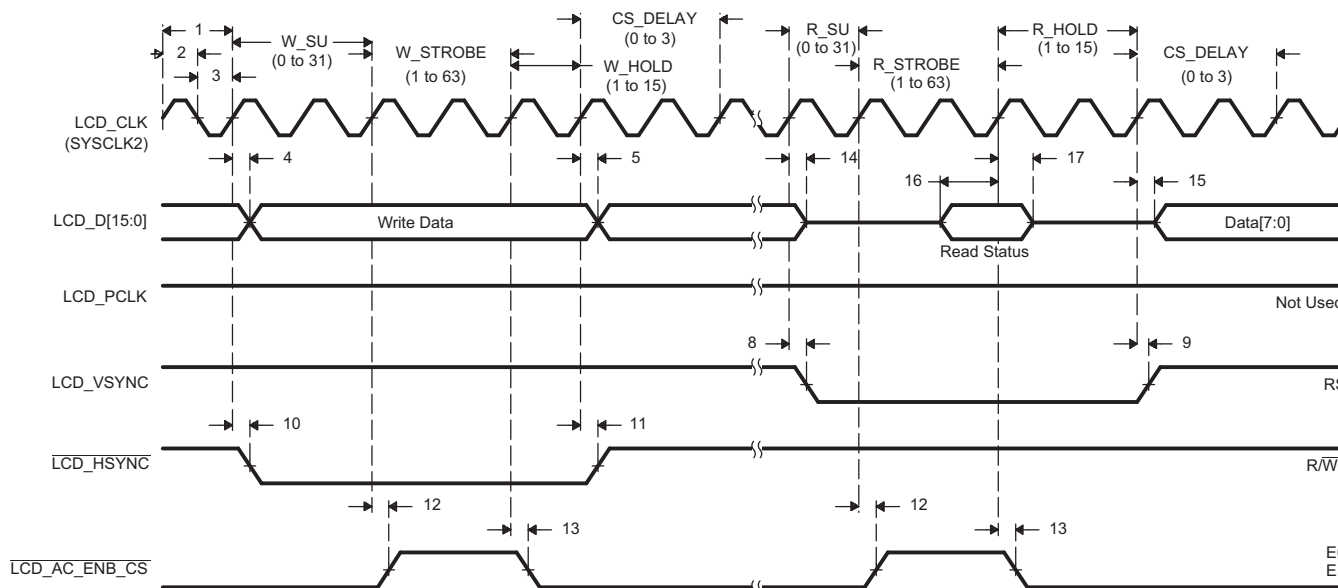 1
2
3
W_SU
(0 to 31)
W_STROBE
(1 to 63)
CS_DELAY
(0 to 3)
W_HOLD
(1 to 15)
R_SU
(0 to 31)
R_STROBE
(1 to 63)
R_HOLD
(1 to 15)
CS_DELAY
(0 to 3)
LCD_CLK
(SYSCLK2)
4
5
14
16
17
15
LCD_D[15:0]
Write Data
Read Status
Data[7:0]
LCD_PCLK
Not Used
8
9
LCD_VSYNC
RS
10
11
LCD_HSYNC
R/W
12
13
12
13
LCD_AC_ENB_CS